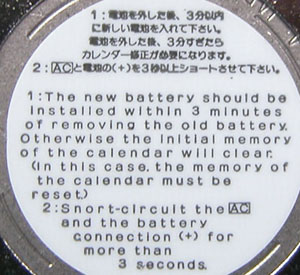 1：電池を外した後、3分以内
に新しい電池を入れて下さい。
電池を外した後、3分すぎたら
カレンダー修正が必要になります。
2：ACと電池の(+)を3秒以上ショートさせて下さい。
1:The new battery should be
Installed within 3 minutes
of removing the old battery.
Otherwise the initial memory
of the calendar will clear.
(In this case, the memory of
the calendar must be
reset.)
2:Snort-circuit the AC
and the battery
connection (+) for
more than
3 seconds.